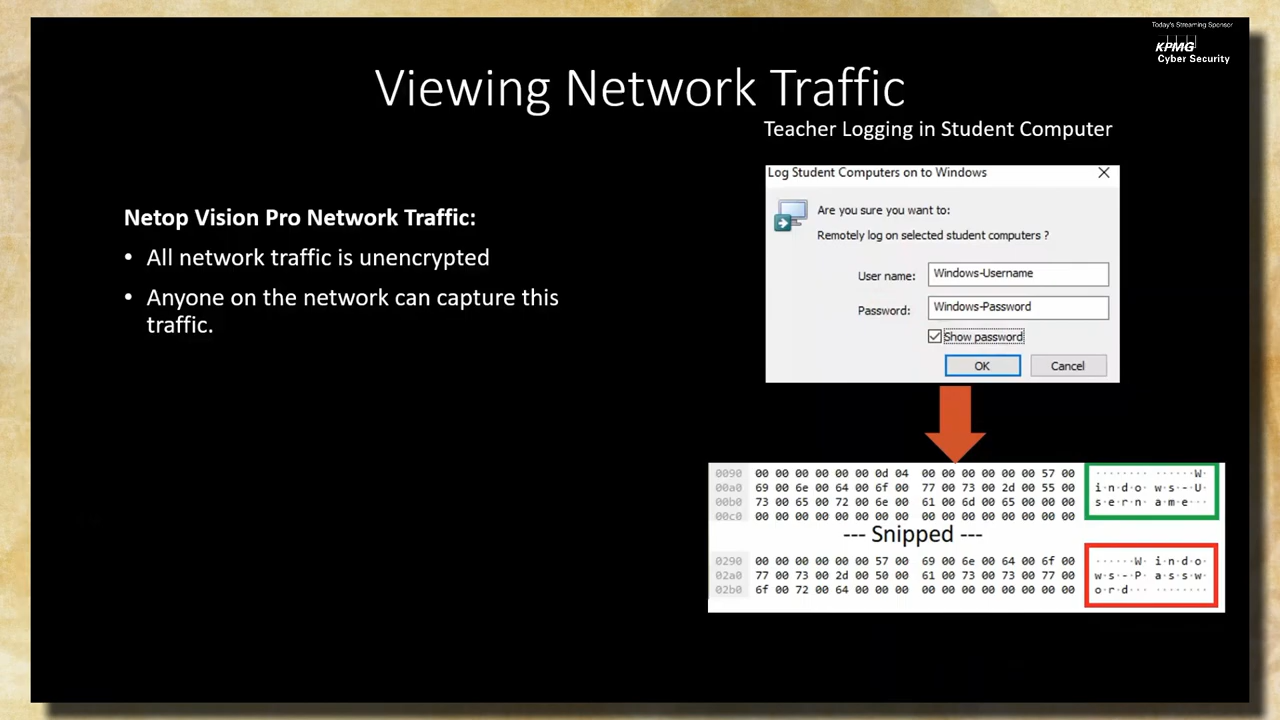 Today's Streaming Sponsor
KPMG
Cyber Security
Viewing Network Traffic
Teacher Logging in Student Computer
Netop Vision Pro Network Traffic:
• All network traffic is unencrypted
• Anyone on the network can capture this
traffic.
Log Student Computers on to Windows
Are you sure you want to:
Remotely log on selected student computers ?
User name: Windows-Username
Password: Windows-Password
Show password
OK Cancel
0090 00 00 00 00 00 00 0d 04 00 00 00 00 00 00 57 00 ········ ······W·
00a0 69 00 6e 00 64 00 6f 00 77 00 73 00 2d 00 55 00 i·n·d·o· w·s·-·U·
00b0 73 00 65 00 72 00 6e 00 61 00 6d 00 65 00 00 00 s·e·r·n· a·m·e···
00c0 00 00 00 00 00 00 00 00 00 00 00 00 00 00 00 00
--- Snipped ---
0290 00 00 00 00 00 00 57 00 69 00 6e 00 64 00 6f 00 ······W· i·n·d·o·
02a0 77 00 73 00 2d 00 50 00 61 00 73 00 73 00 77 00 w·s·-·P· a·s·s·w·
02b0 6f 00 72 00 64 00 00 00 00 00 00 00 00 00 00 00 o·r·d··· ········